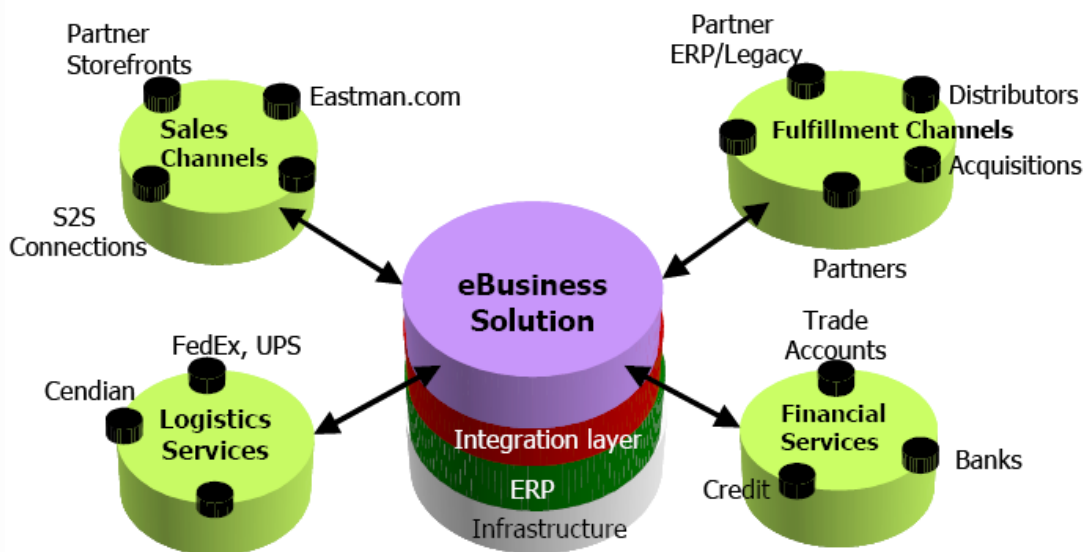 Partner
Storefronts
Eastman.com
Sales
Channels
S2S
Connections
Partner
ERP/Legacy
Distributors
Fulfillment Channels
Acquisitions
Partners
eBusiness
Solution
Integration layer
ERP
Infrastructure
FedEx, UPS
Cendian
Logistics
Services
Trade
Accounts
Financial
Services
Banks
Credit